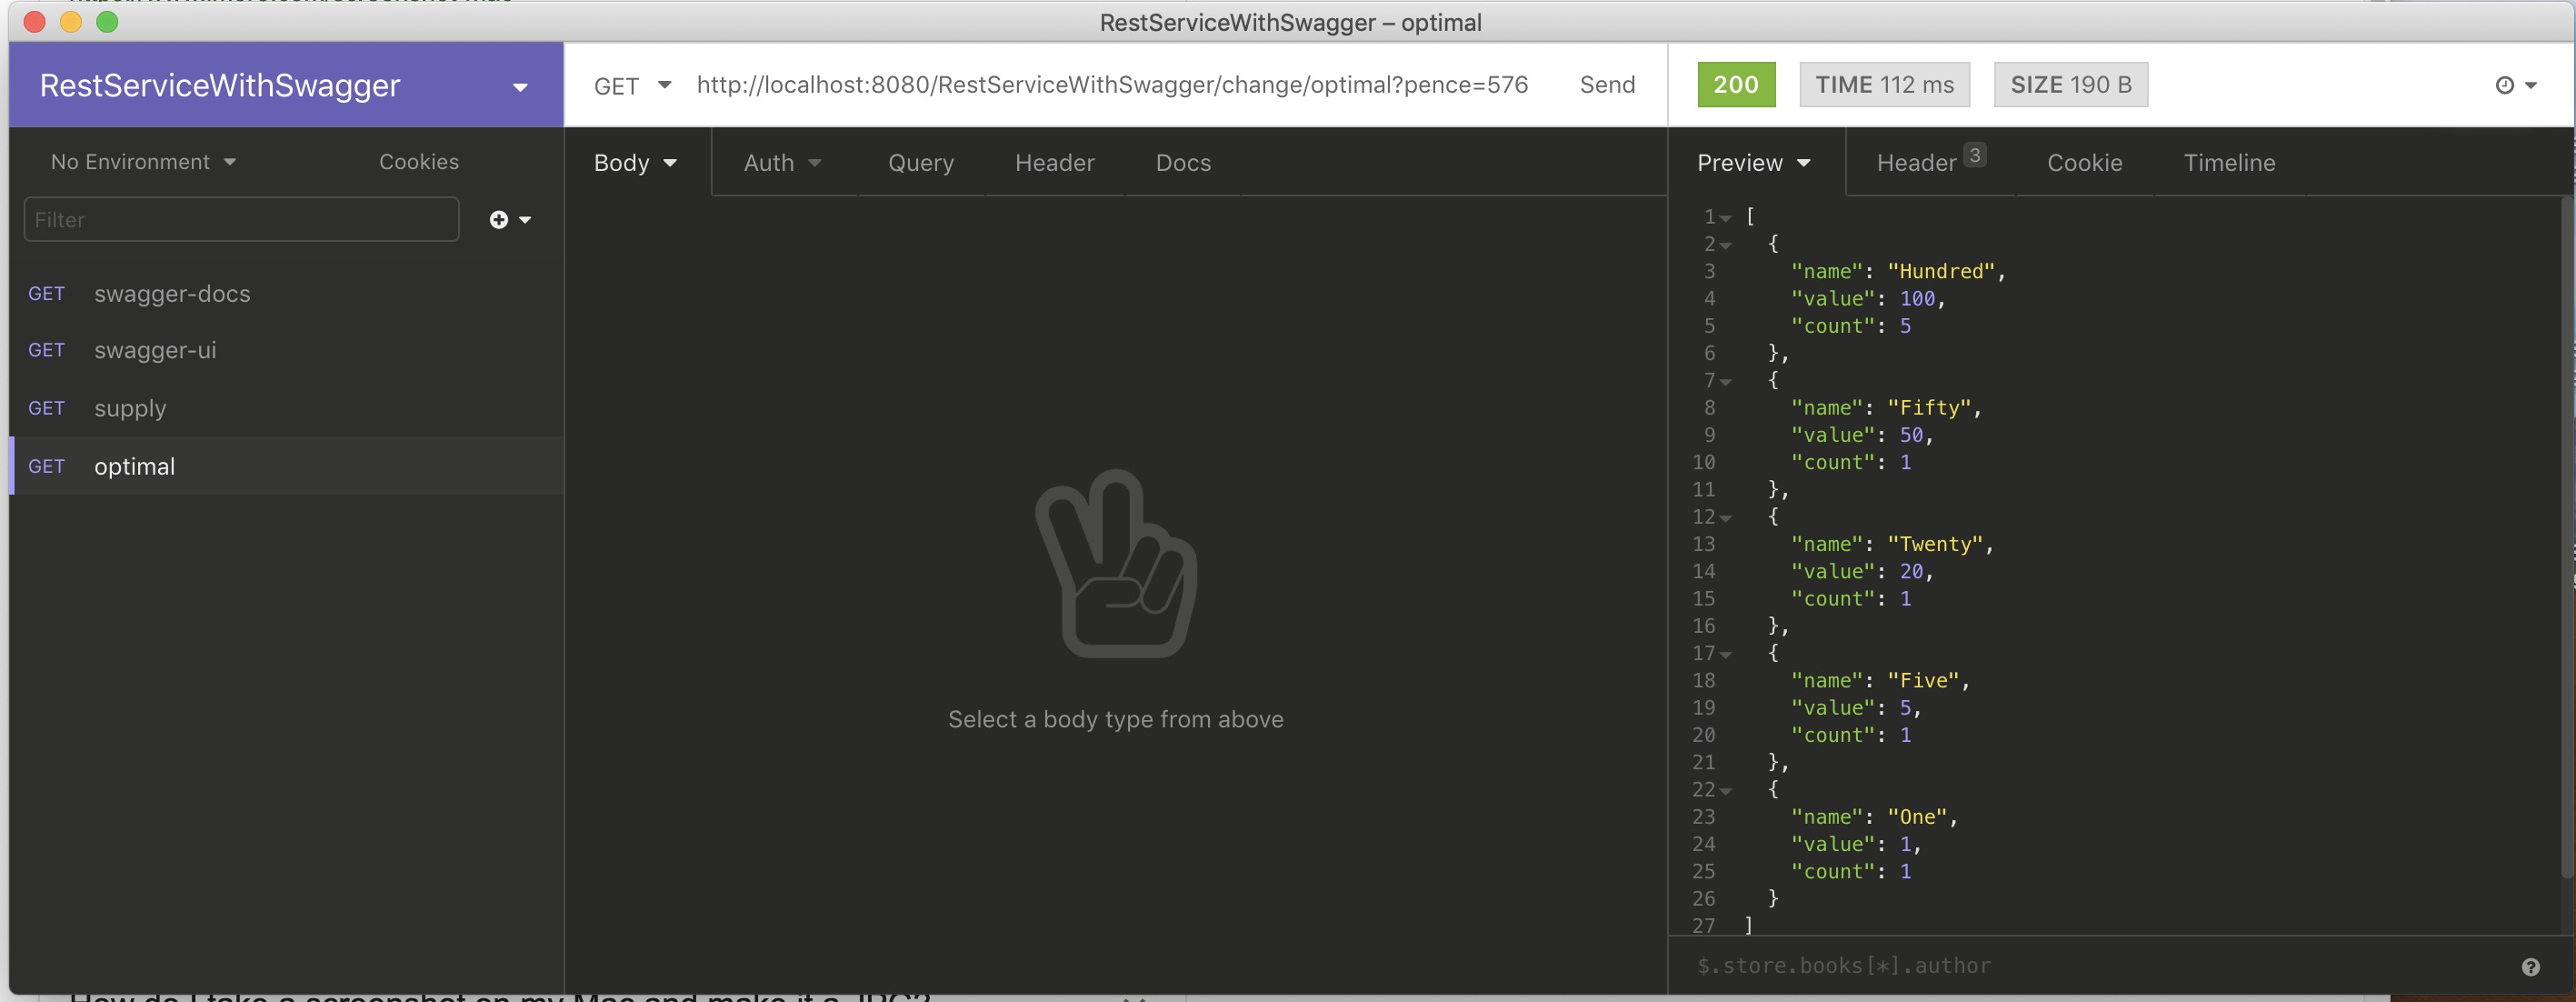 RestServiceWithSwagger – optimal
RestServiceWithSwagger
GET http://localhost:8080/RestServiceWithSwagger/change/optimal?pence=576 Send
200 TIME 112 ms SIZE 190 B
No Environment Cookies
Filter
GET swagger-docs
GET swagger-ui
GET supply
GET optimal
Body Auth Query Header Docs
Select a body type from above
Preview Header 3 Cookie Timeline
1 [
2 {
3 "name": "Hundred",
4 "value": 100,
5 "count": 5
6 },
7 {
8 "name": "Fifty",
9 "value": 50,
10 "count": 1
11 },
12 {
13 "name": "Twenty",
14 "value": 20,
15 "count": 1
16 },
17 {
18 "name": "Five",
19 "value": 5,
20 "count": 1
21 },
22 {
23 "name": "One",
24 "value": 1,
25 "count": 1
26 }
27 ]
$.store.books[*].author
How do I take a screenshot on my Mac and make it a JPG?